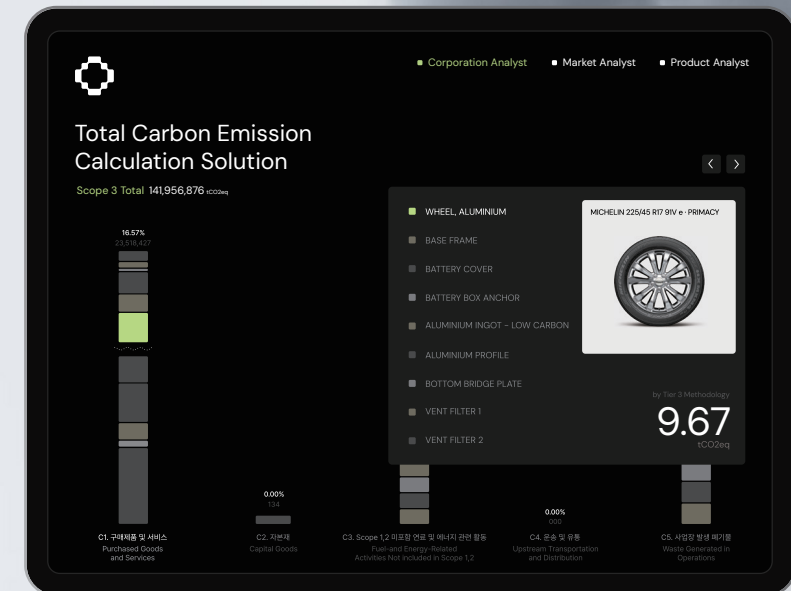 Corporation Analyst
Market Analyst
Product Analyst
Total Carbon Emission
Calculation Solution
Scope 3 Total 141,956,876 tCO2eq
WHEEL, ALUMINIUM
BASE FRAME
BATTERY COVER
BATTERY BOX ANCHOR
ALUMINIUM INGOT - LOW CARBON
ALUMINIUM PROFILE
BOTTOM BRIDGE PLATE
VENT FILTER 1
VENT FILTER 2
MICHELIN 225/45 R17 91V e · PRIMACY
by Tier 3 Methodology
9.67
tCO2eq
16.57%
23,518,427
C1. 구매제품 및 서비스
Purchased Goods
and Services
0.00%
134
C2. 자본재
Capital Goods
C3. Scope 1,2 미포함 연료 및 에너지 관련 활동
Fuel-and Energy-Related
Activities Not Included in Scope 1,2
0.00%
000
C4. 운송 및 유통
Upstream Transportation
and Distribution
C5. 사업장 발생 폐기물
Waste Generated in
Operations